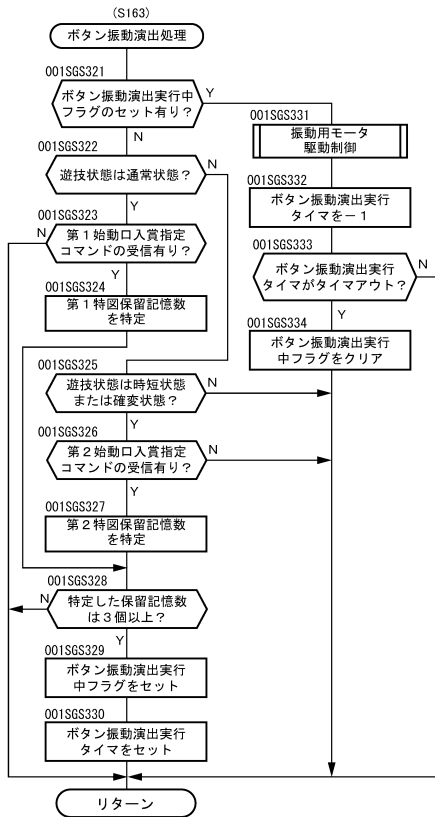 (S163)
ボタン振動演出処理
001SGS321
ボタン振動演出実行中
フラグのセット有り？
Y
N
001SGS322
遊技状態は通常状態？
N
Y
001SGS323
第１始動口入賞指定
コマンドの受信有り？
N
Y
001SGS324
第１特図保留記憶数
を特定
001SGS325
遊技状態は時短状態
または確変状態？
N
Y
001SGS326
第２始動口入賞指定
コマンドの受信有り？
N
Y
001SGS327
第２特図保留記憶数
を特定
001SGS328
特定した保留記憶数
は３個以上？
N
Y
001SGS329
ボタン振動演出実行
中フラグをセット
001SGS330
ボタン振動演出実行
タイマをセット
リターン
001SGS331
振動用モータ
駆動制御
001SGS332
ボタン振動演出実行
タイマを－１
001SGS333
ボタン振動演出実行
タイマがタイムアウト？
N
Y
001SGS334
ボタン振動演出実行
中フラグをクリア